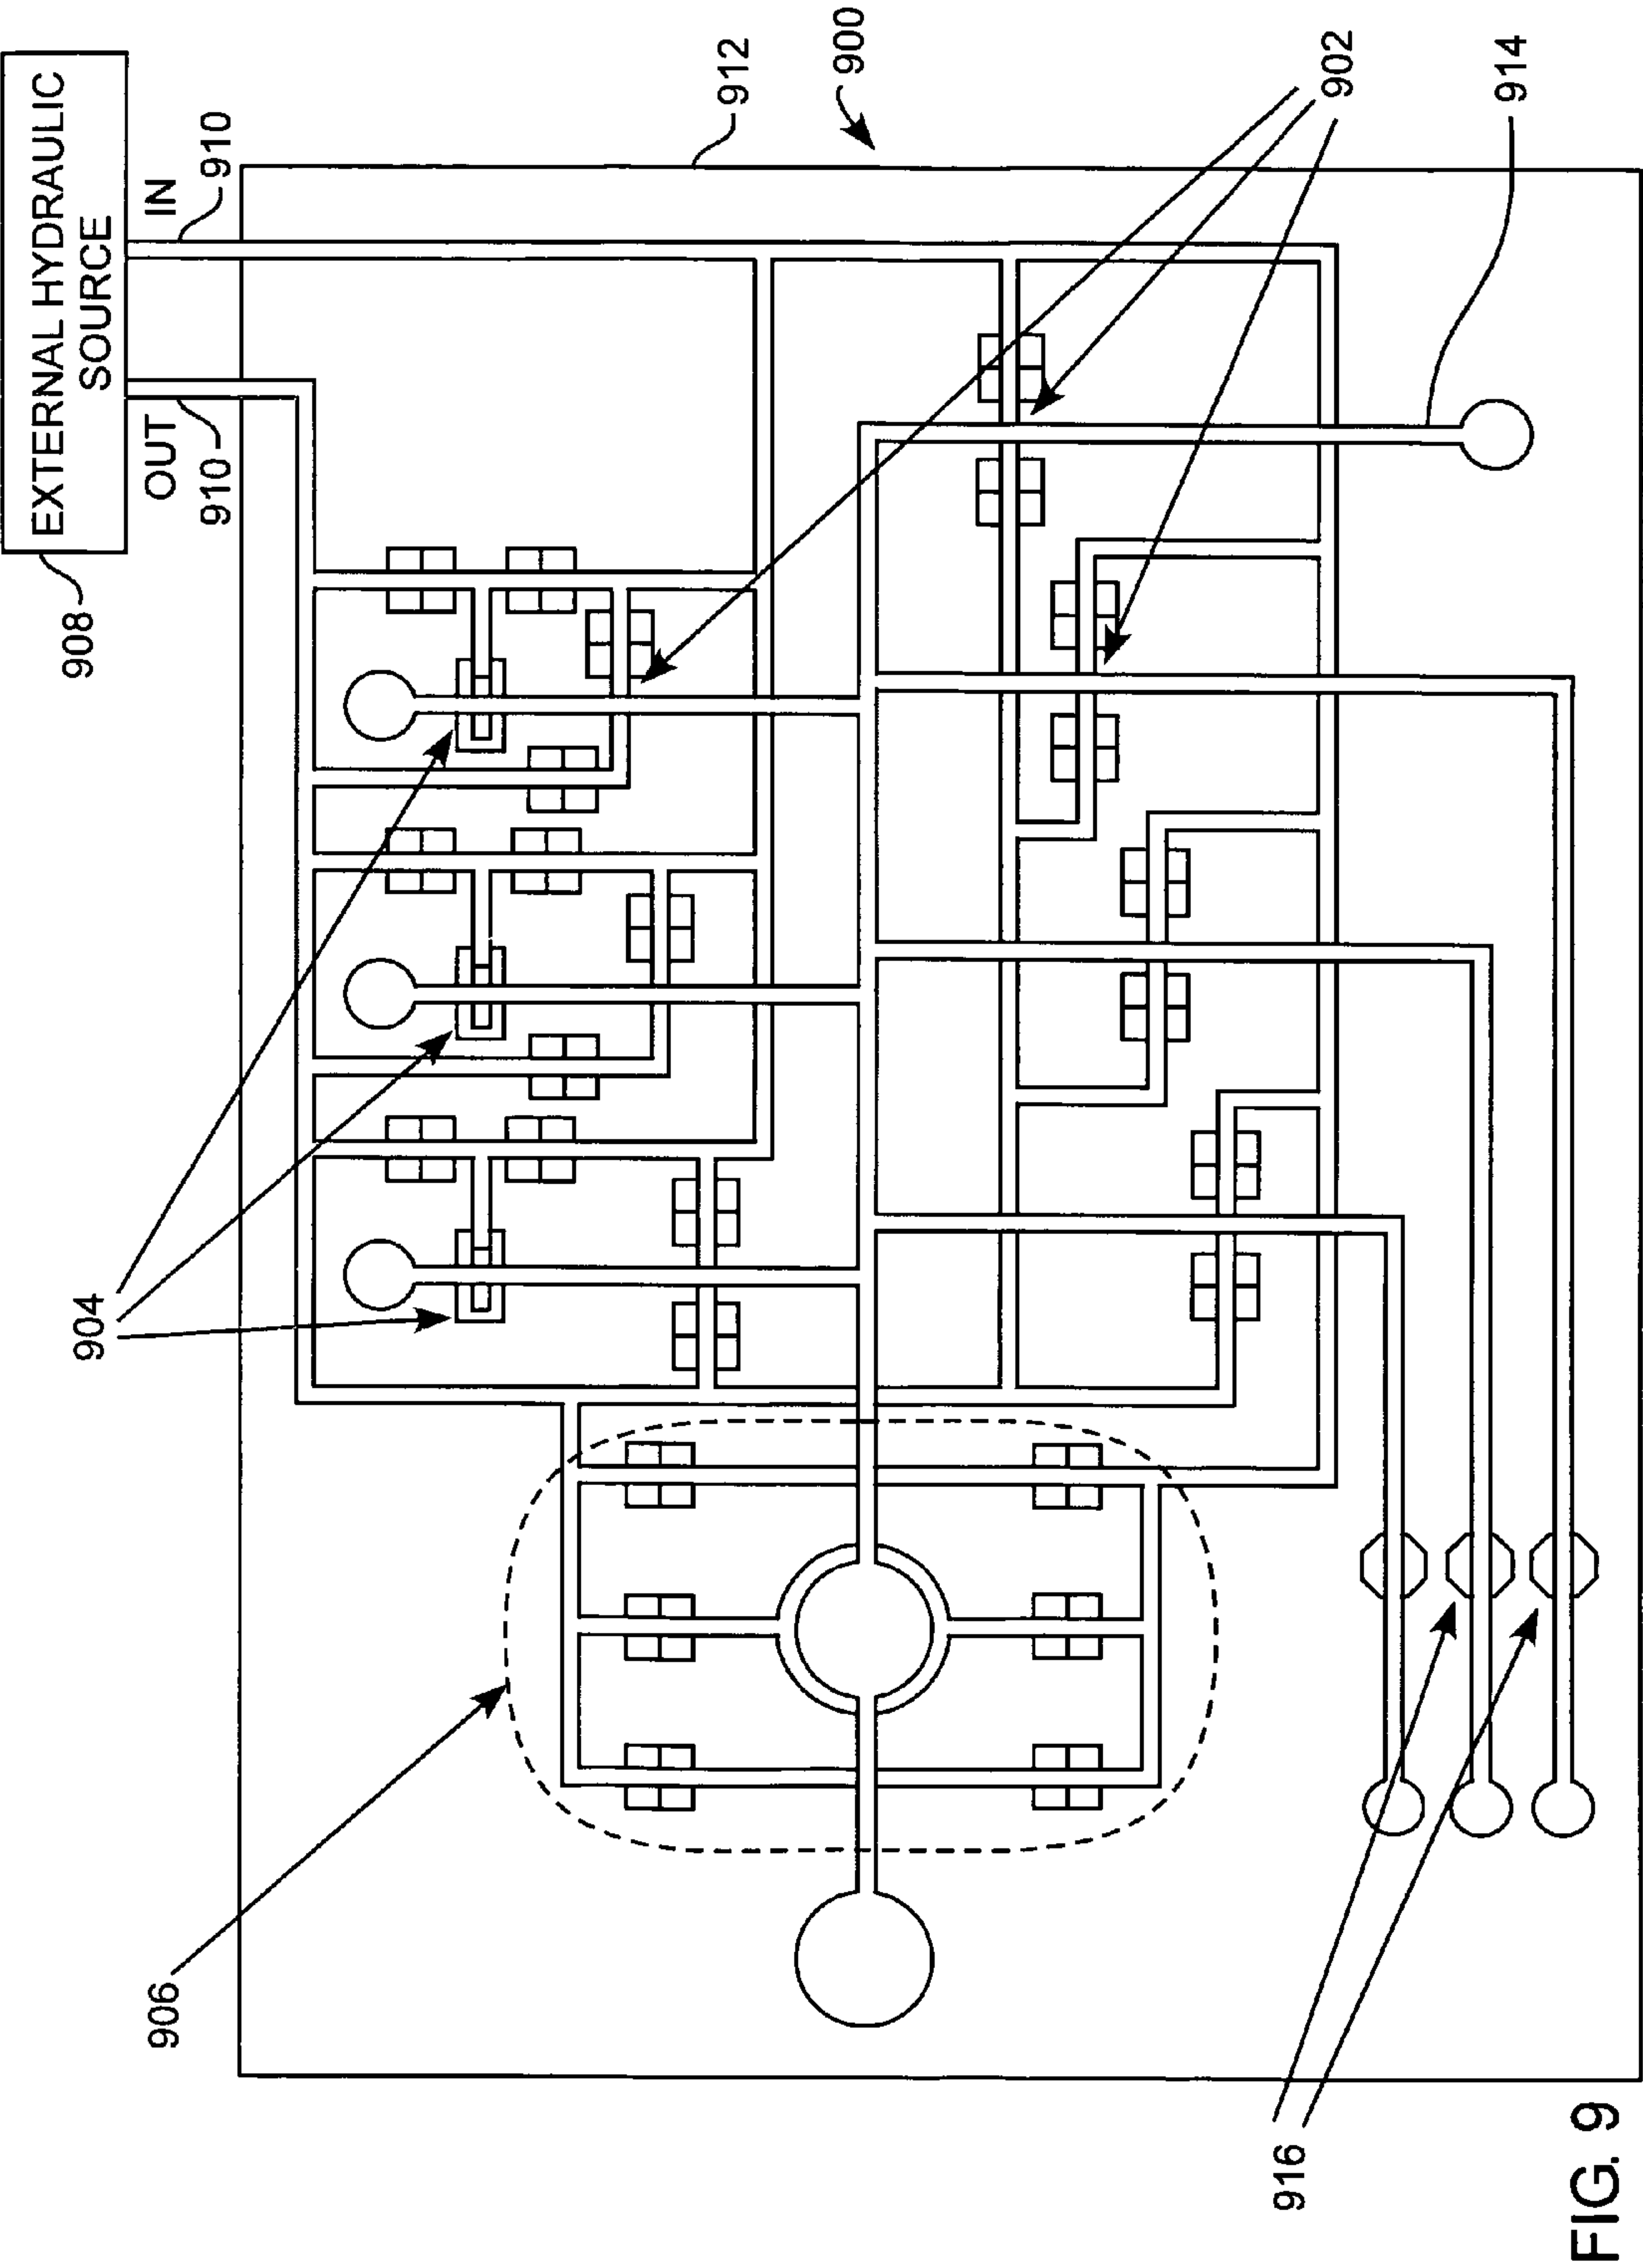 EXTERNAL HYDRAULIC
SOURCE
908
OUT
IN
910
910
912
900
902
914
904
906
916
FIG. 9